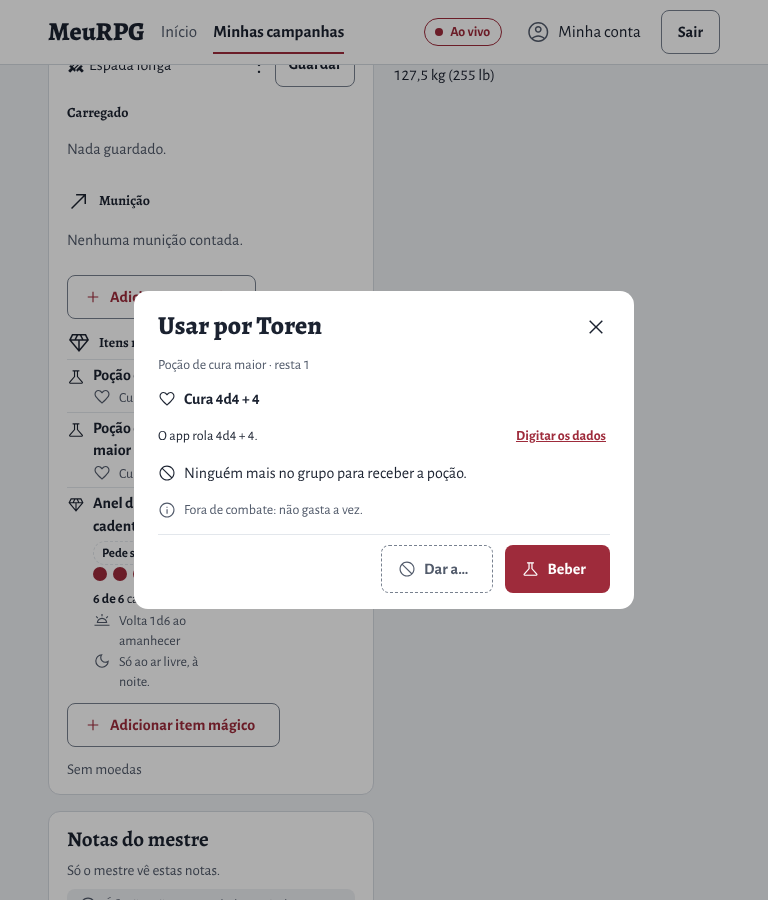 MeuRPG
Início
Minhas campanhas
Ao vivo
Minha conta
Sair
Espada longa
Guardar
127,5 kg (255 lb)
Carregado
Nada guardado.
Munição
Nenhuma munição contada.
Usar por Toren
Poção de cura maior · resta 1
Cura 4d4 + 4
O app rola 4d4 + 4.
Digitar os dados
Ninguém mais no grupo para receber a poção.
Fora de combate: não gasta a vez.
Dar a...
Beber
Itens
Poção
Poção
maior
Anel d
cadent
Pede s
6 de 6
Volta 1d6 ao
amanhecer
Só ao ar livre, à
noite.
Adicionar item mágico
Sem moedas
Notas do mestre
Só o mestre vê estas notas.